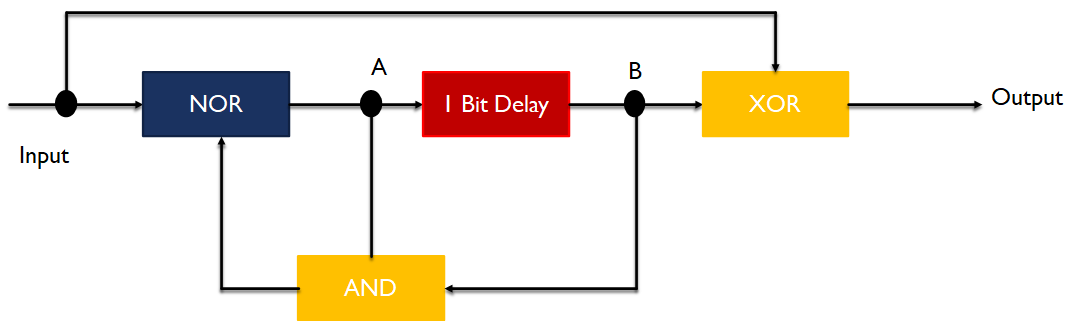 A
B
NOR
1 Bit Delay
XOR
Output
Input
AND